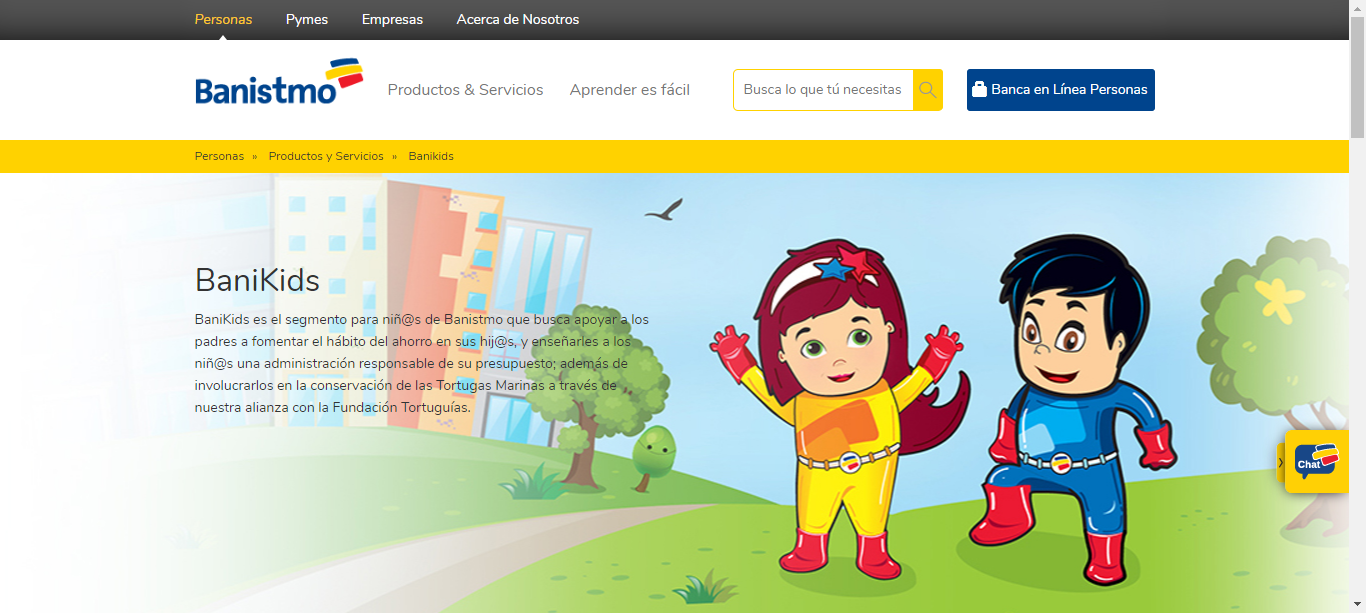 Personas Pymes Empresas Acerca de Nosotros
Banistmo Productos & Servicios Aprender es fácil Busca lo que tú necesitas Banca en Línea Personas
Personas » Productos y Servicios » Banikids
BaniKids
BaniKids es el segmento para niñ@s de Banistmo que busca apoyar a los
padres a fomentar el hábito del ahorro en sus hij@s, y enseñarles a los
niñ@s una administración responsable de su presupuesto; además de
involucrarlos en la conservación de las Tortugas Marinas a través de
nuestra alianza con la Fundación Tortuguías.
Chat